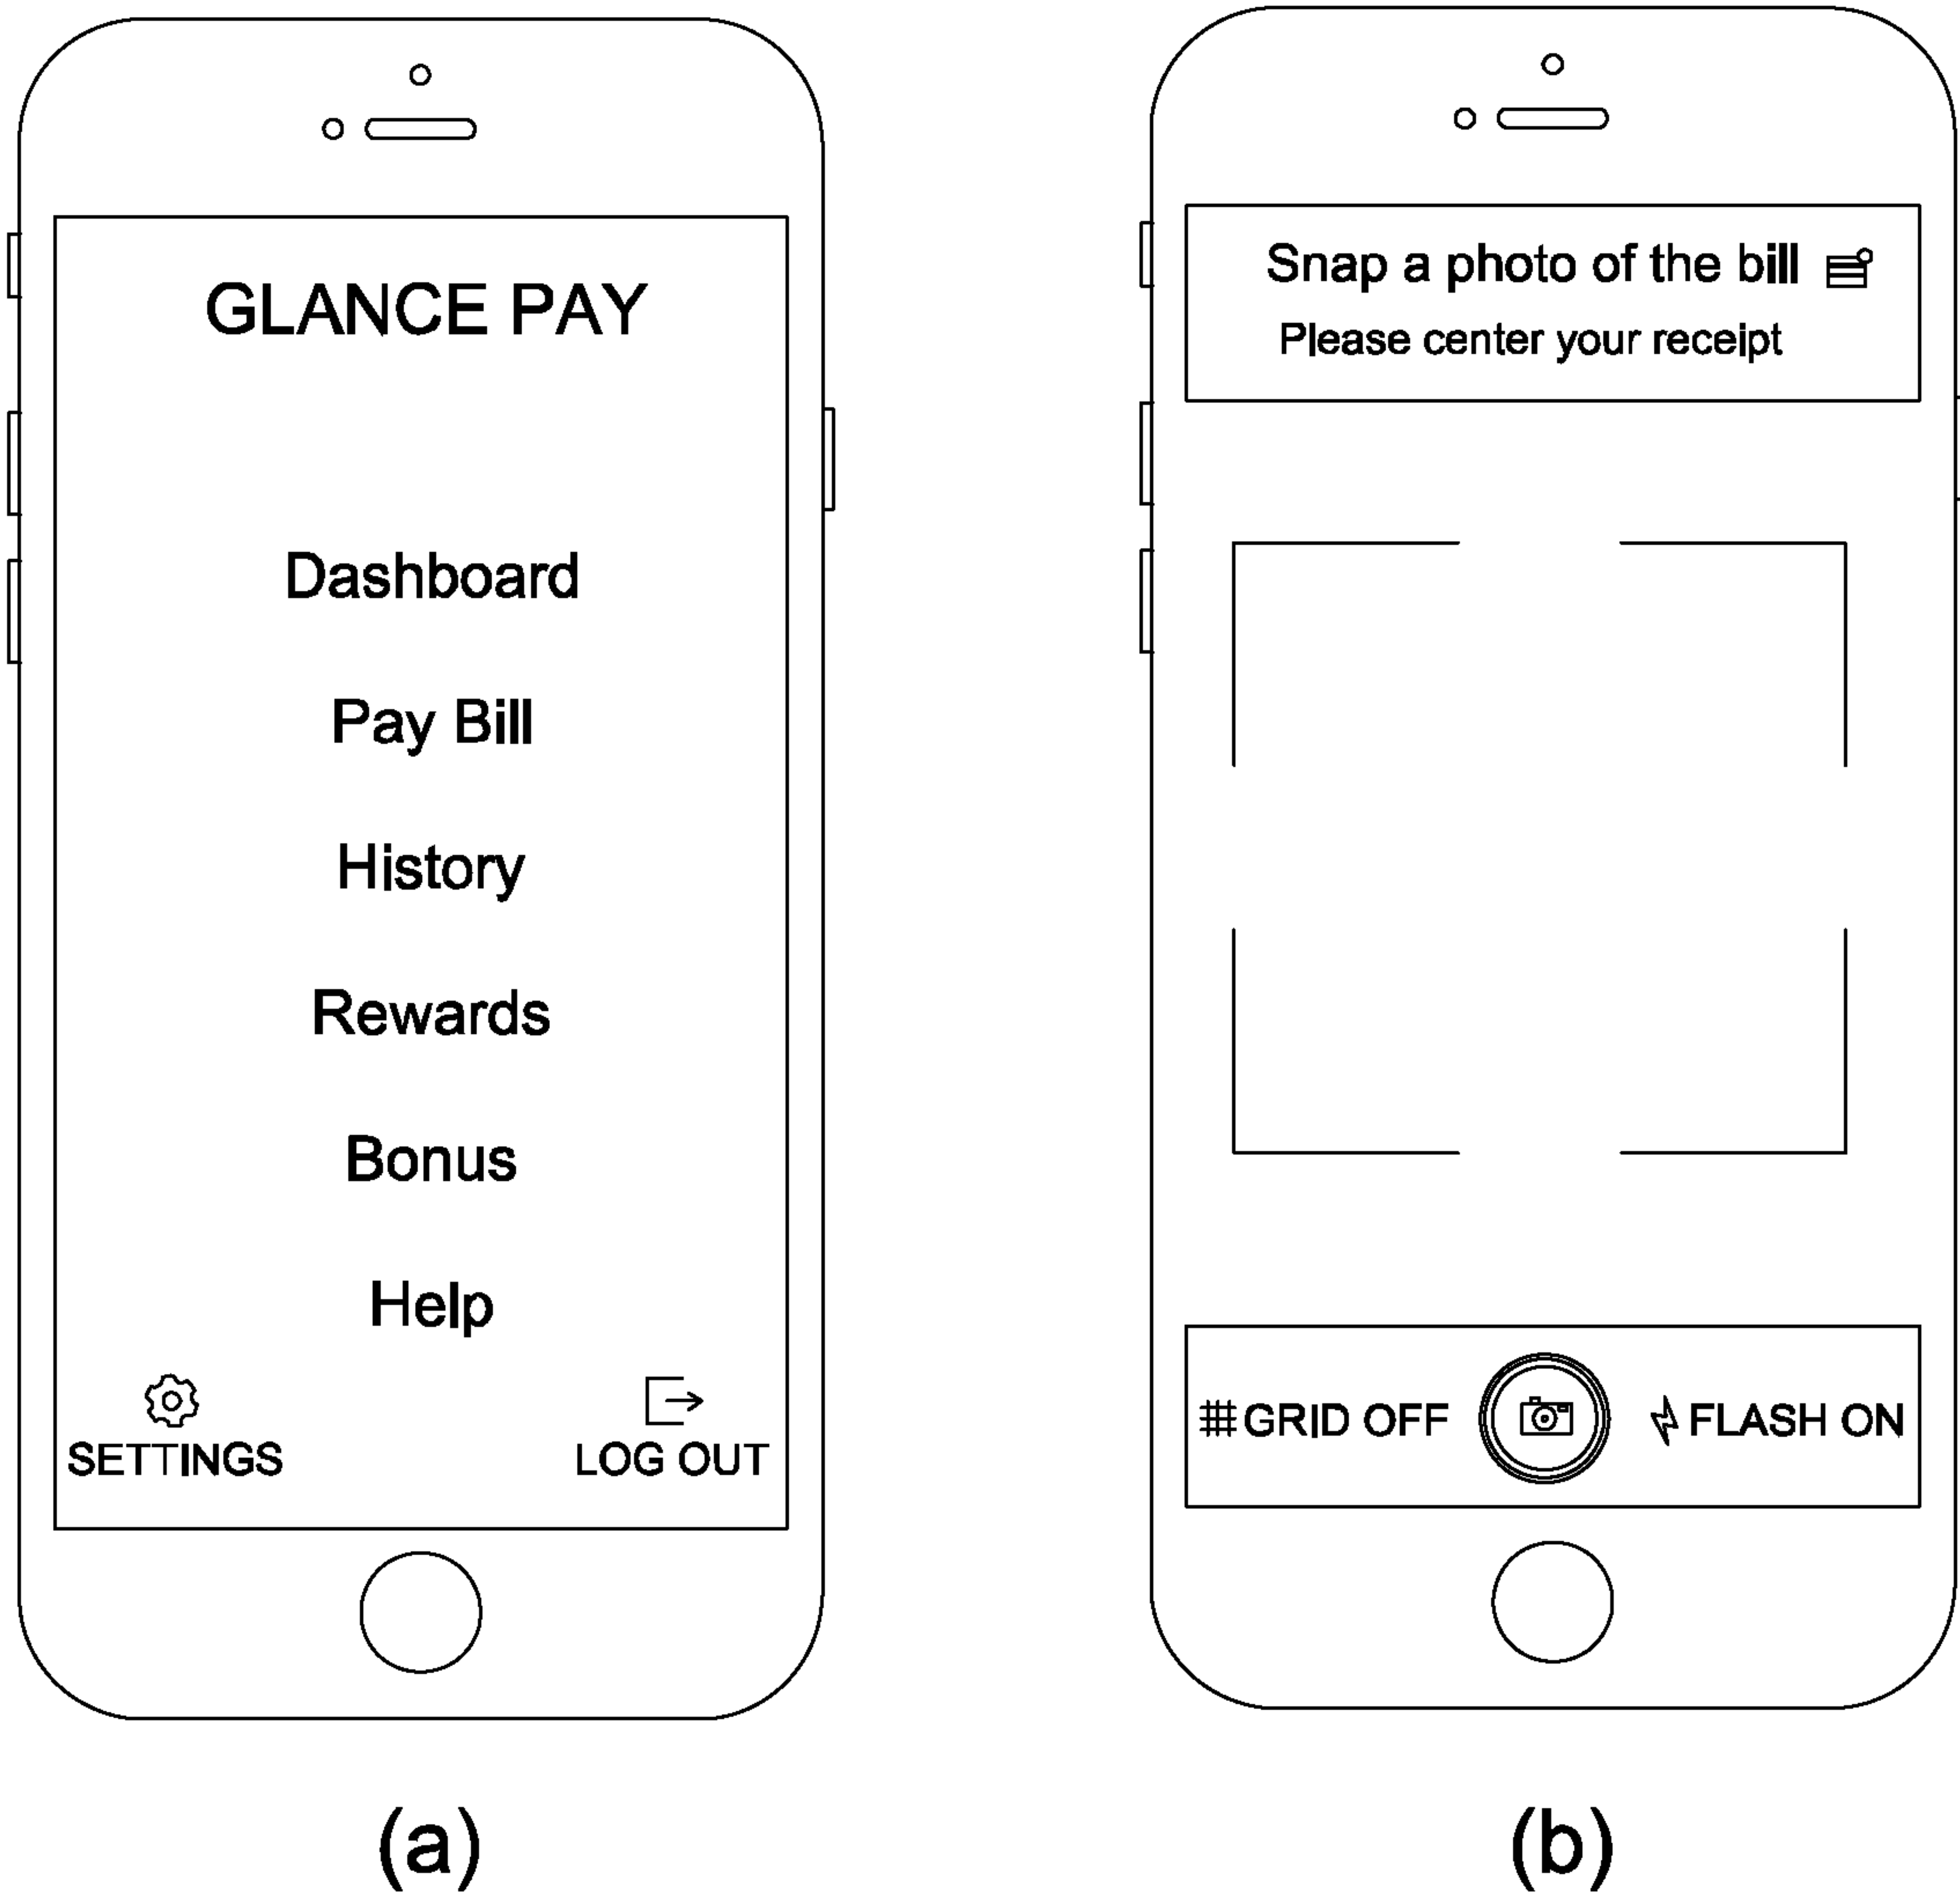 GLANCE PAY
Dashboard
Pay Bill
History
Rewards
Bonus
Help
SETTINGS
LOG OUT
(a)
Snap a photo of the bill
Please center your receipt
GRID OFF
FLASH ON
(b)